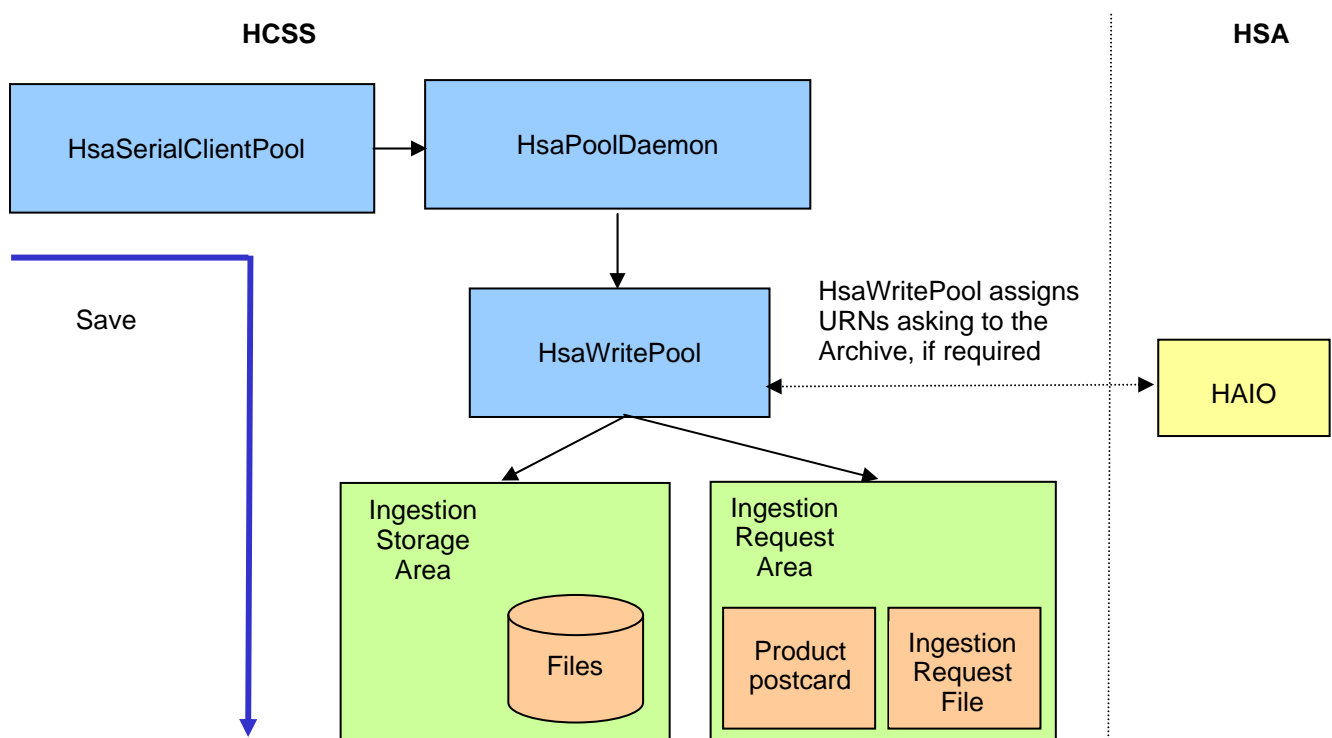 HCSS
HSA
HsaSerialClientPool
HsaPoolDaemon
Save
HsaWritePool
HsaWritePool assigns
URNs asking to the
Archive, if required
HAIO
Ingestion
Storage
Area
Files
Ingestion
Request
Area
Product
postcard
Ingestion
Request
File